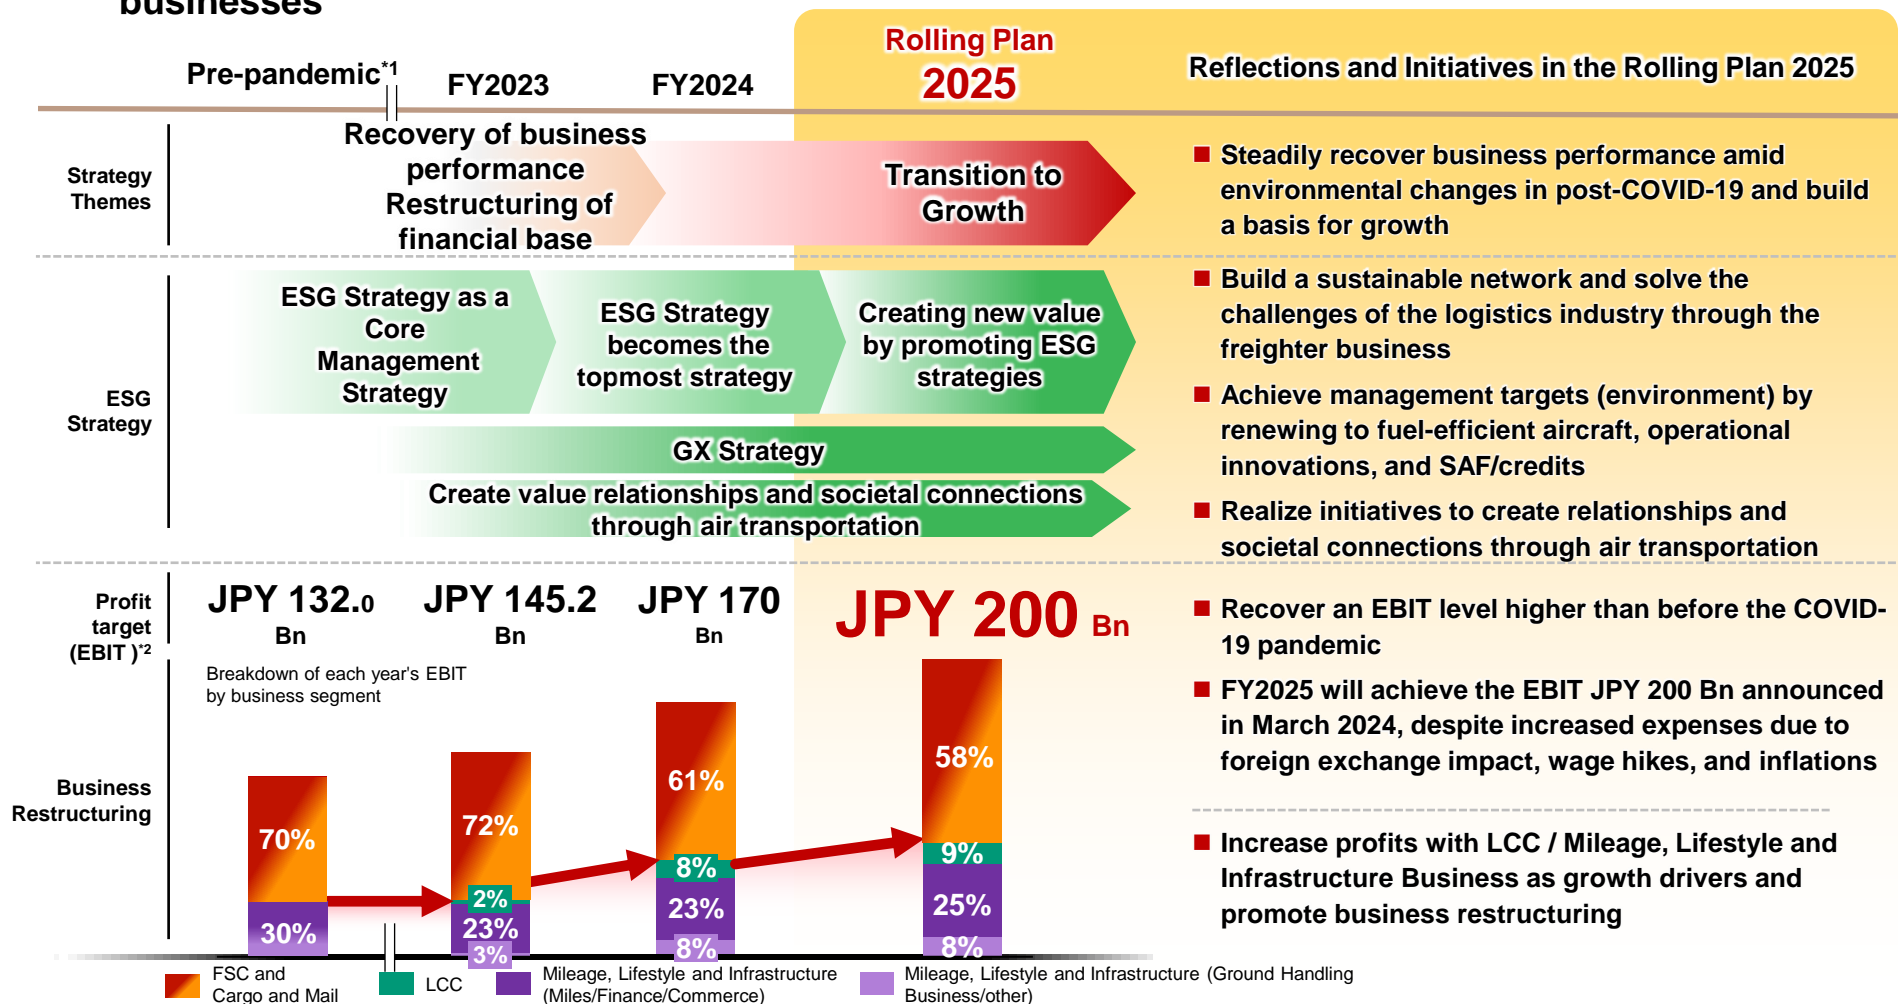 businesses
Pre-pandemic*1
FY2023
FY2024
Rolling Plan
2025
Reflections and Initiatives in the Rolling Plan 2025
Strategy
Themes
Recovery of business
performance
Restructuring of
financial base
Transition to
Growth
■ Steadily recover business performance amid
environmental changes in post-COVID-19 and build
a basis for growth
ESG
Strategy
ESG Strategy as a
Core
Management
Strategy
ESG Strategy
becomes the
topmost strategy
Creating new value
by promoting ESG
strategies
GX Strategy
Create value relationships and societal connections
through air transportation
■ Build a sustainable network and solve the
challenges of the logistics industry through the
freighter business
■ Achieve management targets (environment) by
renewing to fuel-efficient aircraft, operational
innovations, and SAF/credits
■ Realize initiatives to create relationships and
societal connections through air transportation
Profit
target
(EBIT )*2
JPY 132.0
Bn
JPY 145.2
Bn
JPY 170
Bn
JPY 200 Bn
■ Recover an EBIT level higher than before the COVID-
19 pandemic
■ FY2025 will achieve the EBIT JPY 200 Bn announced
in March 2024, despite increased expenses due to
foreign exchange impact, wage hikes, and inflations
Business
Restructuring
Breakdown of each year's EBIT
by business segment
70%
30%
72%
2%
23%
3%
61%
8%
23%
8%
58%
9%
25%
8%
■ Increase profits with LCC / Mileage, Lifestyle and
Infrastructure Business as growth drivers and
promote business restructuring
FSC and
Cargo and Mail
LCC
Mileage, Lifestyle and Infrastructure
(Miles/Finance/Commerce)
Mileage, Lifestyle and Infrastructure (Ground Handling
Business/other)